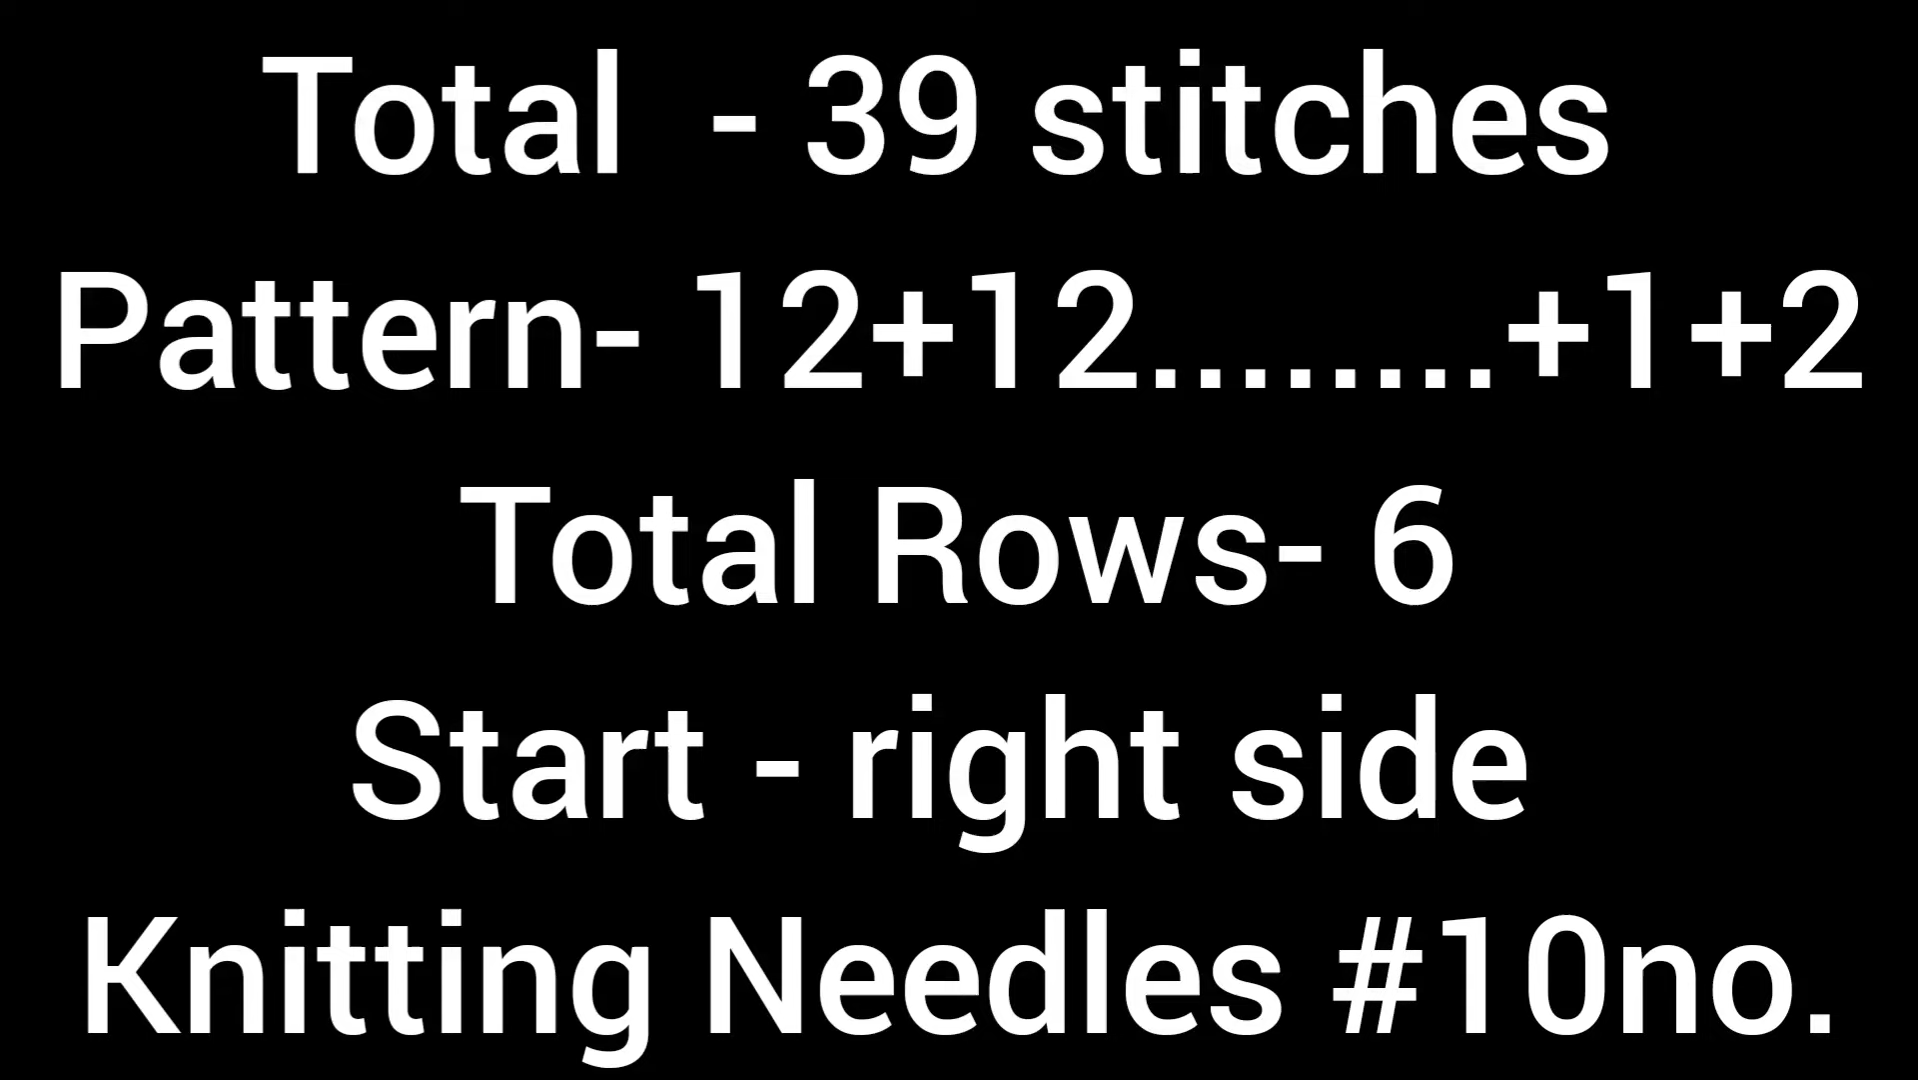 Total  - 39 stitches
Pattern- 12+12........+1+2
Total Rows- 6
Start - right side
Knitting Needles #10no.